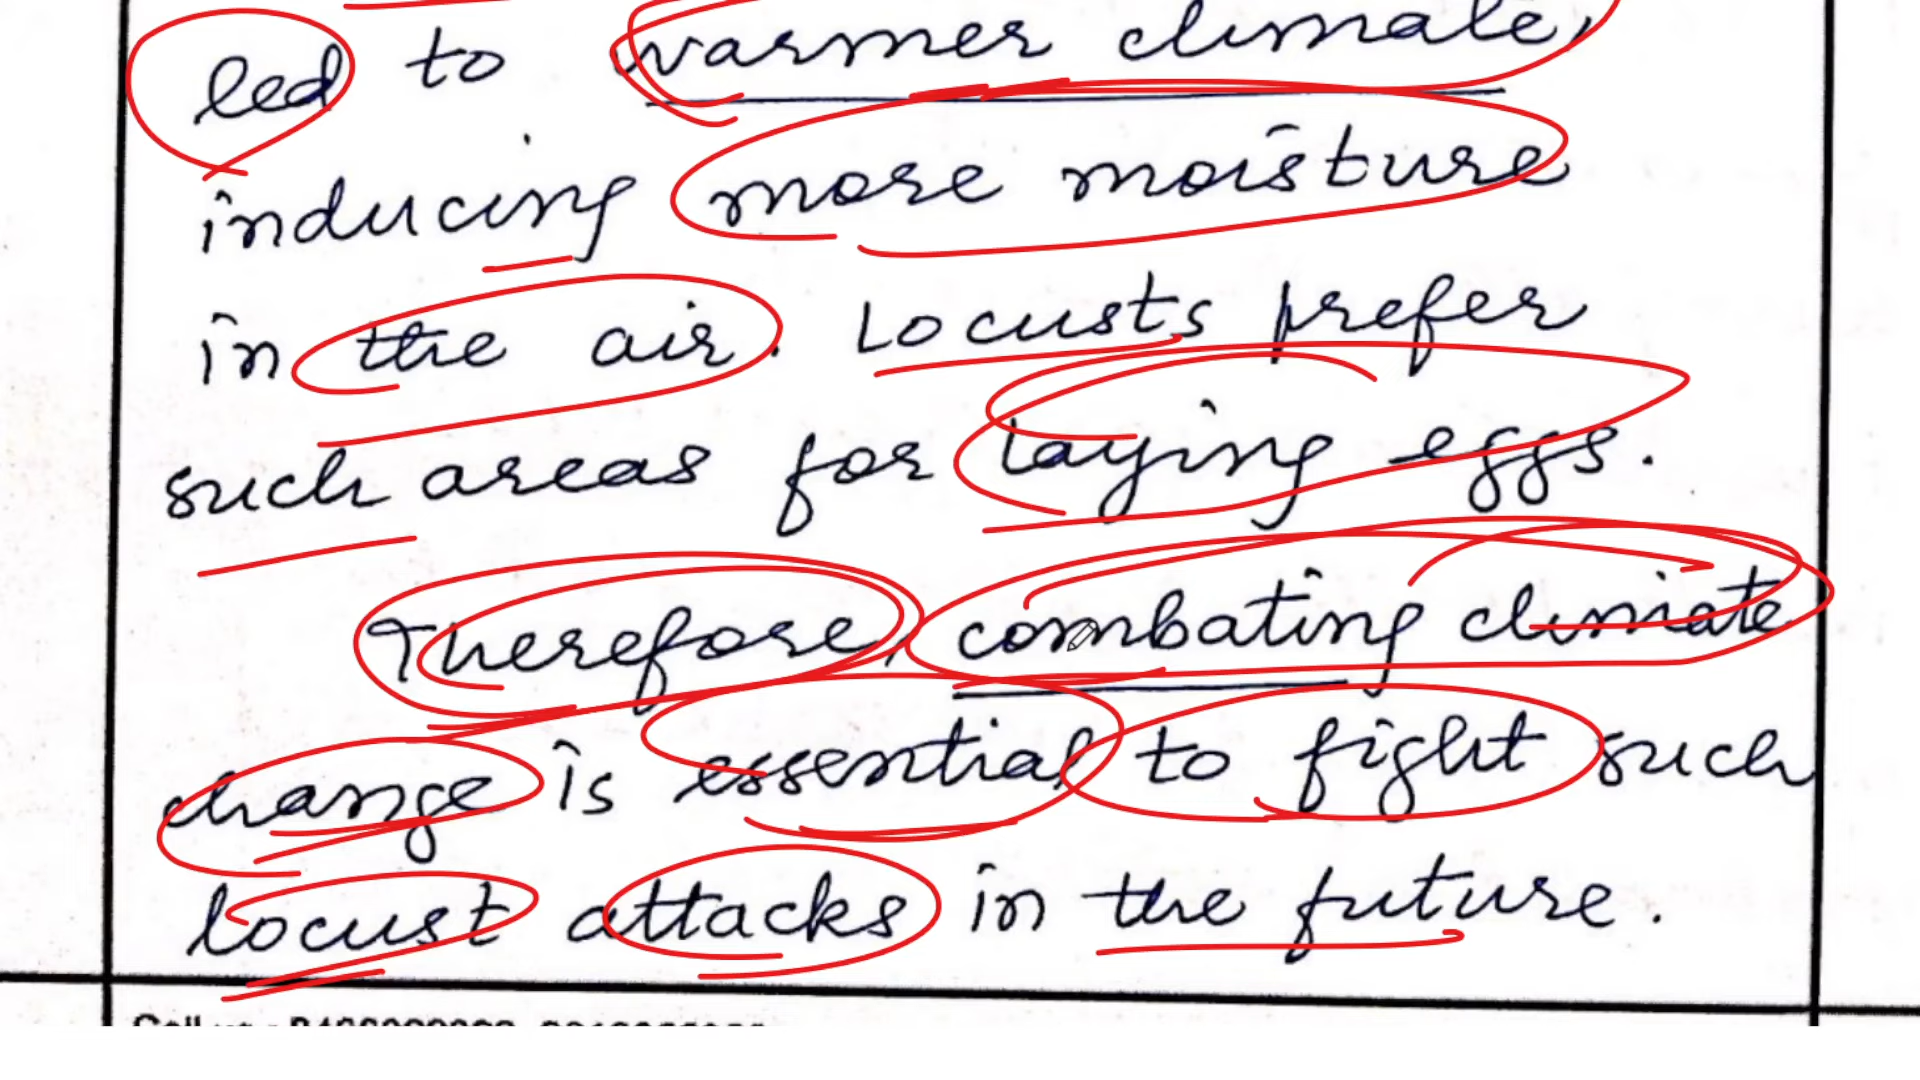 led to warmer climate,
inducing more moisture
in the air. Locusts prefer
such areas for laying eggs.
Therefore, combating climate
change is essential to fight such
locust attacks in the future.